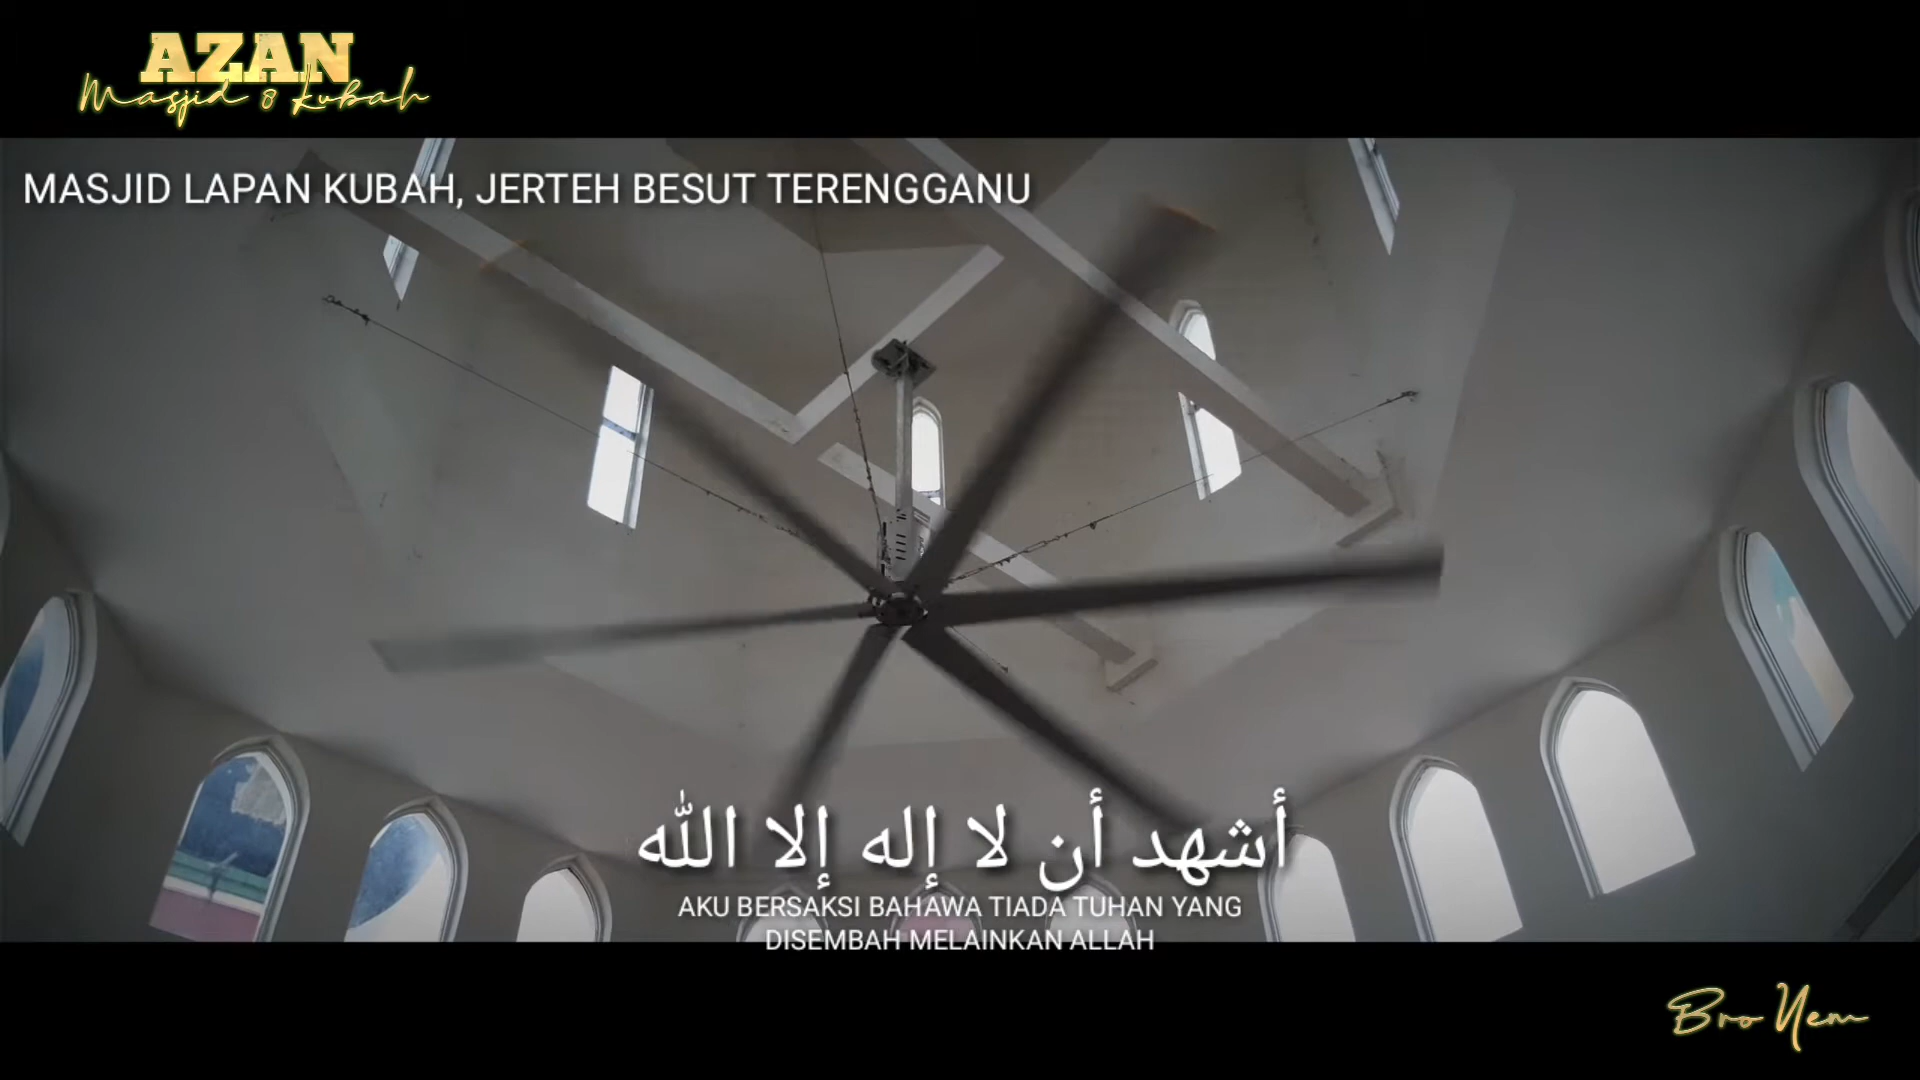 AZAN
Masjid 8 Kubah
MASJID LAPAN KUBAH, JERTEH BESUT TERENGGANU
أشهد أن لا إله إلا الله
AKU BERSAKSI BAHAWA TIADA TUHAN YANG
DISEMBAH MELAINKAN ALLAH
Bro Nem